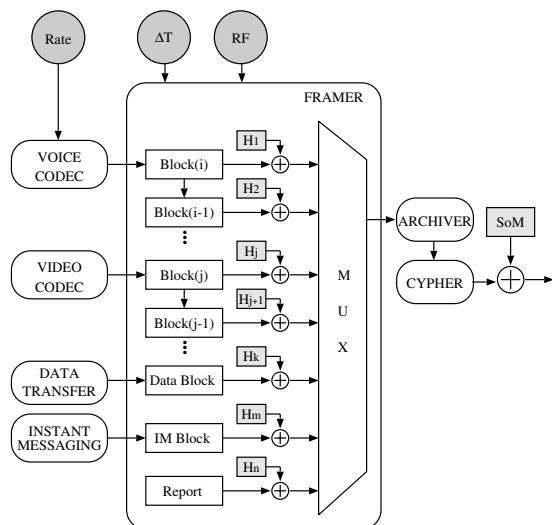 Rate
ΔT
RF
FRAMER
H1
VOICE
CODEC
Block(i)
H2
Block(i-1)
Hj
VIDEO
CODEC
Block(j)
Hj+1
Block(j-1)
Hk
DATA
TRANSFER
Data Block
Hm
INSTANT
MESSAGING
IM Block
Hn
Report
M
U
X
ARCHIVER
SoM
CYPHER